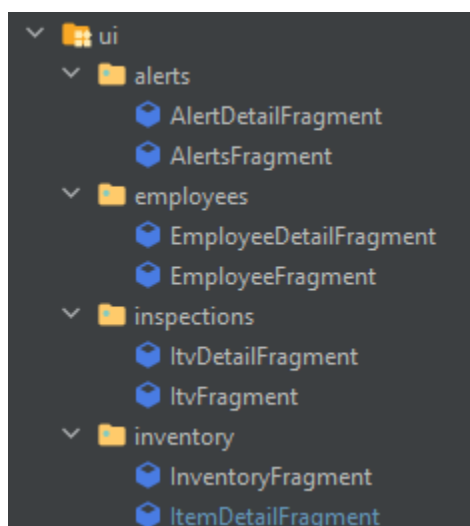 ui
alerts
AlertDetailFragment
AlertsFragment
employees
EmployeeDetailFragment
EmployeeFragment
inspections
ItvDetailFragment
ItvFragment
inventory
InventoryFragment
ItemDetailFragment